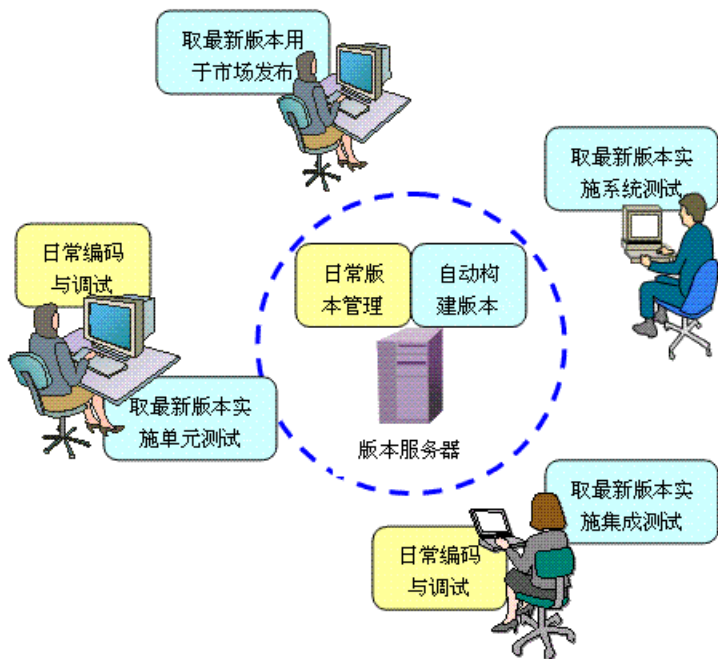 取最新版本用
于市场发布
取最新版本实
施系统测试
日常编码
与调试
日常版
本管理
自动构
建版本
取最新版本实
施单元测试
版本服务器
取最新版本实
施集成测试
日常编码
与调试